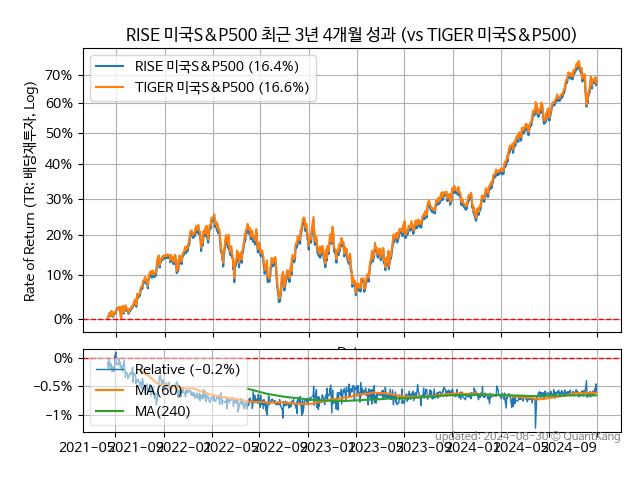 RISE 미국S&P500 최근 3년 4개월 성과 (vs TIGER 미국S&P500)
RISE 미국S&P500 (16.4%)
TIGER 미국S&P500 (16.6%)
Rate of Return (TR: 배당재투자, Log)
70%
60%
50%
40%
30%
20%
10%
0%
Relative (−0.2%)
MA(60)
MA(240)
0%
−0.5%
−1%
2021-05
2021-09
2022-01
2022-05
2022-09
2023-01
2023-05
2023-09
2024-01
2024-05
2024-09
updated: 2024-08-30 © QuantKang